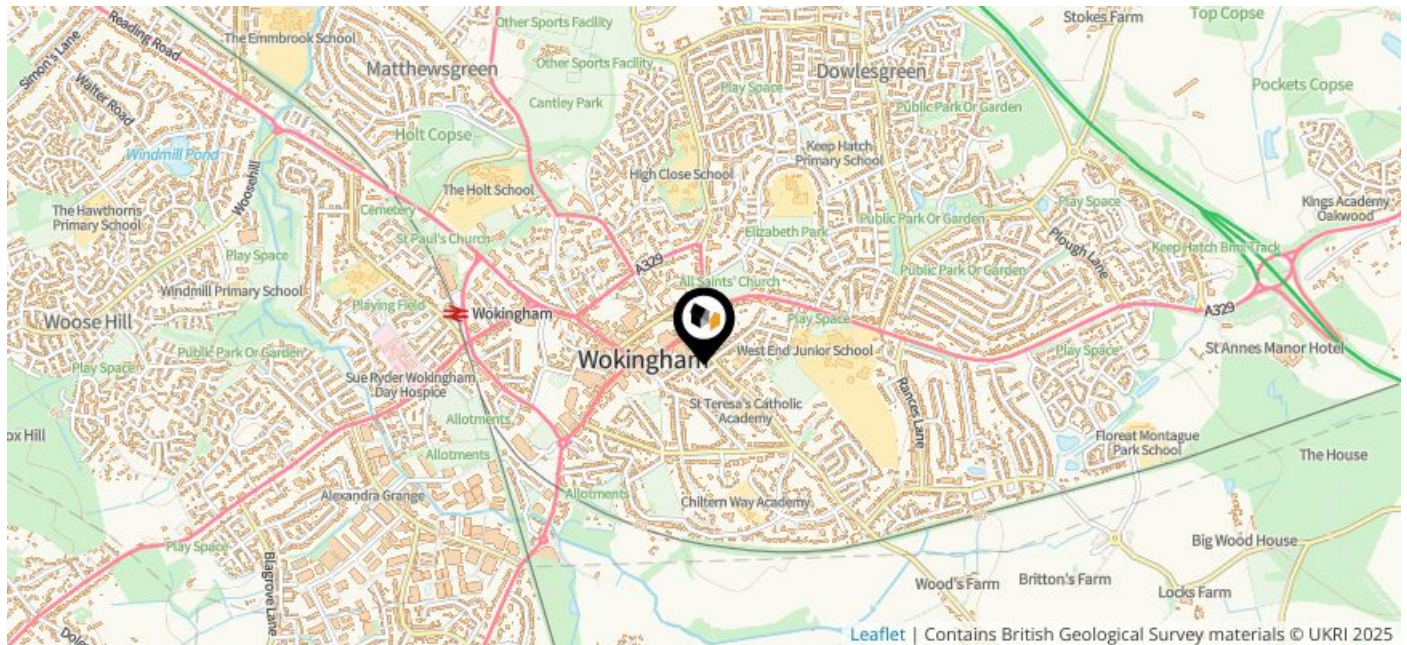 Other Sports Facility
Stokes Farm
Top Copse
Reading Road
Simon's Lane
The Emmbrook School
Matthewsgreen
Other Sports Facility
Dowlesgreen
Play Space
Pockets Copse
Walter Road
Cantley Park
Public Park Or Garden
Holt Copse
Windmill Pond
Keep Hatch
Primary School
High Close School
The Holt School
Woosehill
The Hawthorns
Primary School
Cemetery
Public Park Or Garden
Play Space
Kings Academy
Oakwood
St Paul's Church
Elizabeth Park
Plough Lane
Keep Hatch Bmx Track
Play Space
A329
Public Park Or Garden
All Saints' Church
Windmill Primary School
Playing Field
Wokingham
Play Space
A329
Woose Hill
Public Park Or Garden
Wokingham
West End Junior School
Play Space
St Annes Manor Hotel
Play Space
Sue Ryder Wokingham
Day Hospice
Rances Lane
St Teresa's Catholic
Academy
Allotments
ox Hill
Floreat Montague
Park School
The House
Allotments
Alexandra Grange
Allotments
Chiltern Way Academy
Play Space
Big Wood House
Blagrove Lane
Wood's Farm
Britton's Farm
Locks Farm
Leaflet | Contains British Geological Survey materials © UKRI 2025